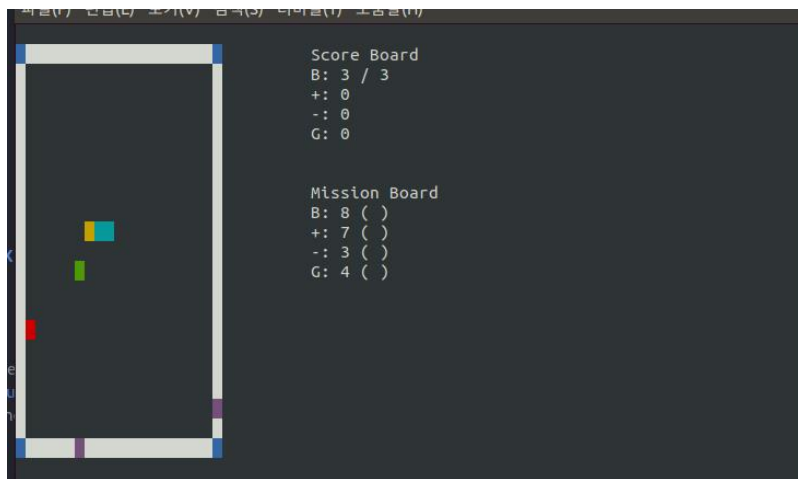 Score Board
B: 3 / 3
+: 0
-: 0
G: 0
Mission Board
B: 8 ( )
+: 7 ( )
-: 3 ( )
G: 4 ( )